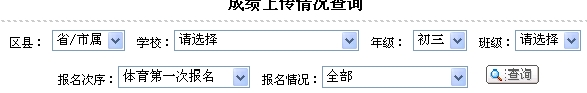 成绩上传情况查询
区县： 省/市属 学校： 请选择 年级： 初三 班级： 请选择
报名次序： 体育第一次报名 报名情况： 全部 查询